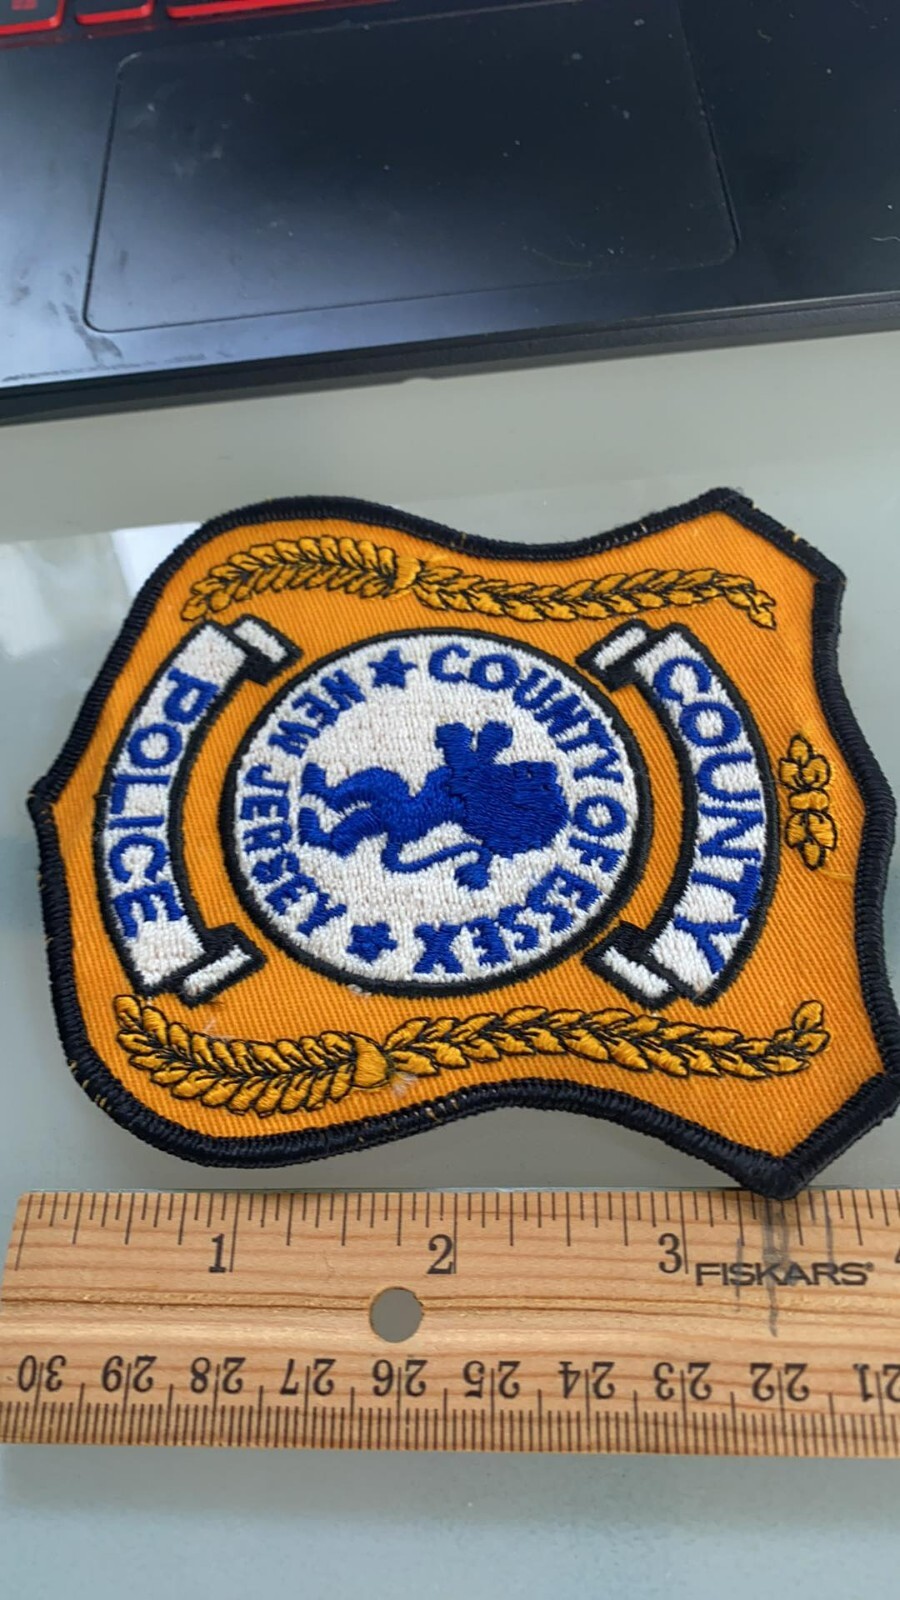 COUNTY
COUNTY OF ESSEX
NEW JERSEY
POLICE
1 2 3
FISKARS®
30 29 28 27 26 25 24 23 22 21